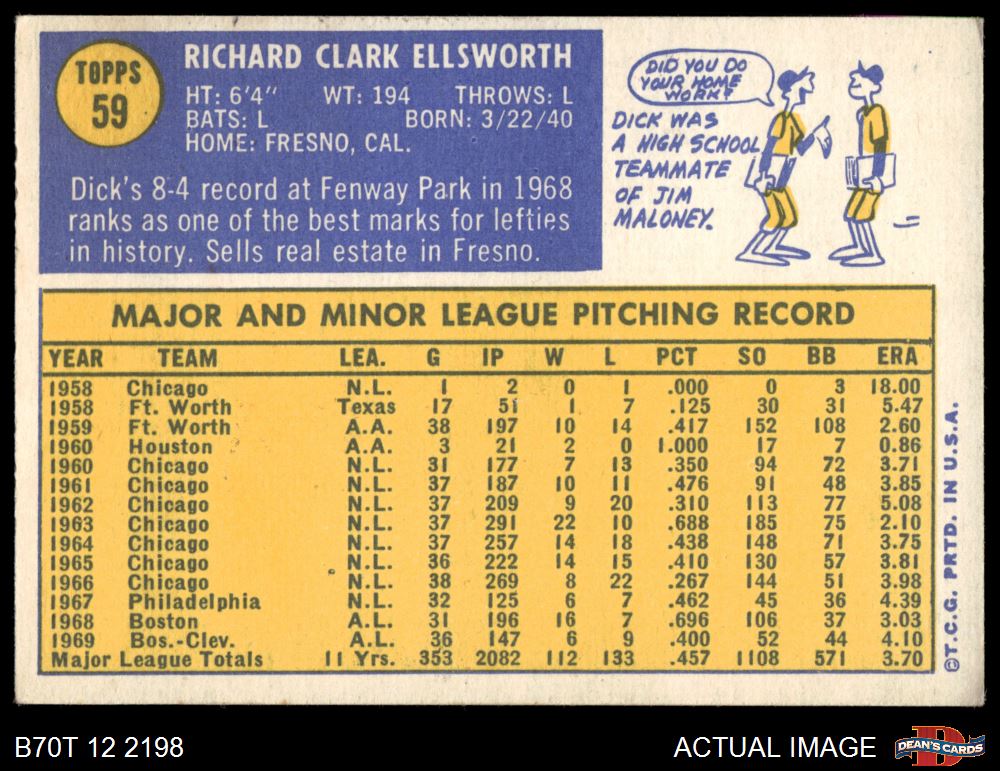 TOPPS
59
RICHARD CLARK ELLSWORTH
HT: 6'4" WT: 194 THROWS: L
BATS: L BORN: 3/22/40
HOME: FRESNO, CAL.
Dick's 8-4 record at Fenway Park in 1968
ranks as one of the best marks for lefties
in history. Sells real estate in Fresno.
DID YOU DO
YOUR HOME
WORK?
DICK WAS
A HIGH SCHOOL
TEAMMATE
OF JIM
MALONEY.
MAJOR AND MINOR LEAGUE PITCHING RECORD
YEAR TEAM LEA. G IP W L PCT SO BB ERA
1958 Chicago N.L. 1 2 0 1 .000 0 3 18.00
1958 Ft. Worth Texas 17 51 1 7 .125 30 31 5.47
1959 Ft. Worth A.A. 38 197 10 14 .417 152 108 2.60
1960 Houston A.A. 3 21 2 0 1.000 17 7 0.86
1960 Chicago N.L. 31 177 7 13 .350 94 72 3.71
1961 Chicago N.L. 37 187 10 11 .476 91 48 3.85
1962 Chicago N.L. 37 209 9 20 .310 113 77 5.08
1963 Chicago N.L. 37 291 22 10 .688 185 75 2.10
1964 Chicago N.L. 37 257 14 18 .438 148 71 3.75
1965 Chicago N.L. 36 222 14 15 .410 130 57 3.81
1966 Chicago N.L. 38 269 8 22 .267 144 51 3.98
1967 Philadelphia N.L. 32 125 6 7 .462 45 36 4.39
1968 Boston A.L. 31 196 16 7 .696 106 37 3.03
1969 Bos.-Clev. A.L. 36 147 6 9 .400 52 44 4.10
Major League Totals 11 Yrs. 353 2082 112 133 .457 1108 571 3.70
©T.C.G. PRTD. IN U.S.A.
B70T 12 2198
ACTUAL IMAGE
D
DEAN'S CARDS